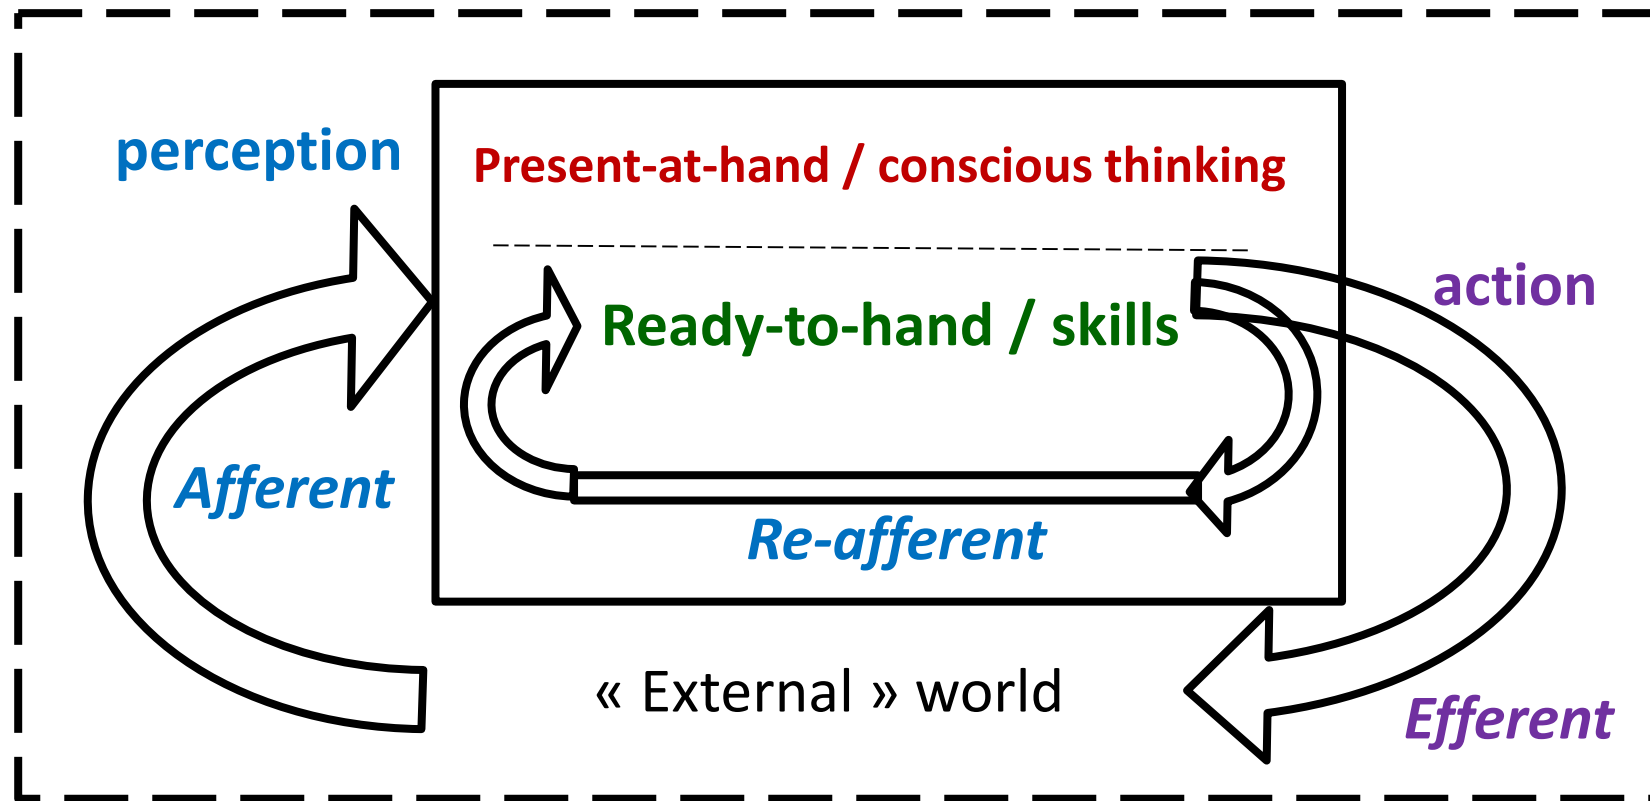 perception
Present-at-hand / conscious thinking
Ready-to-hand / skills
action
Afferent
Re-afferent
« External » world
Efferent